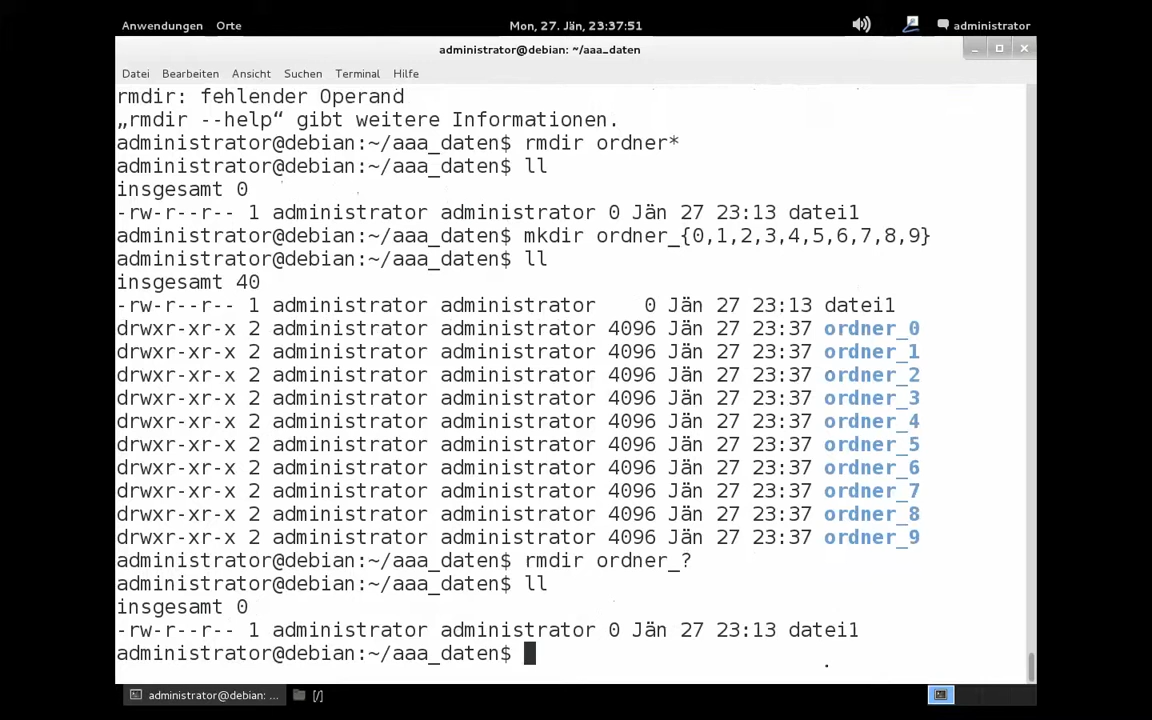 Anwendungen Orte Mon, 27. Jän, 23:37:51 administrator
administrator@debian: ~/aaa_daten
Datei Bearbeiten Ansicht Suchen Terminal Hilfe
rmdir: fehlender Operand
„rmdir --help“ gibt weitere Informationen.
administrator@debian:~/aaa_daten$ rmdir ordner*
administrator@debian:~/aaa_daten$ ll
insgesamt 0
-rw-r--r-- 1 administrator administrator 0 Jän 27 23:13 datei1
administrator@debian:~/aaa_daten$ mkdir ordner_{0,1,2,3,4,5,6,7,8,9}
administrator@debian:~/aaa_daten$ ll
insgesamt 40
-rw-r--r-- 1 administrator administrator    0 Jän 27 23:13 datei1
drwxr-xr-x 2 administrator administrator 4096 Jän 27 23:37 ordner_0
drwxr-xr-x 2 administrator administrator 4096 Jän 27 23:37 ordner_1
drwxr-xr-x 2 administrator administrator 4096 Jän 27 23:37 ordner_2
drwxr-xr-x 2 administrator administrator 4096 Jän 27 23:37 ordner_3
drwxr-xr-x 2 administrator administrator 4096 Jän 27 23:37 ordner_4
drwxr-xr-x 2 administrator administrator 4096 Jän 27 23:37 ordner_5
drwxr-xr-x 2 administrator administrator 4096 Jän 27 23:37 ordner_6
drwxr-xr-x 2 administrator administrator 4096 Jän 27 23:37 ordner_7
drwxr-xr-x 2 administrator administrator 4096 Jän 27 23:37 ordner_8
drwxr-xr-x 2 administrator administrator 4096 Jän 27 23:37 ordner_9
administrator@debian:~/aaa_daten$ rmdir ordner_?
administrator@debian:~/aaa_daten$ ll
insgesamt 0
-rw-r--r-- 1 administrator administrator 0 Jän 27 23:13 datei1
administrator@debian:~/aaa_daten$
administrator@debian: ... [/]